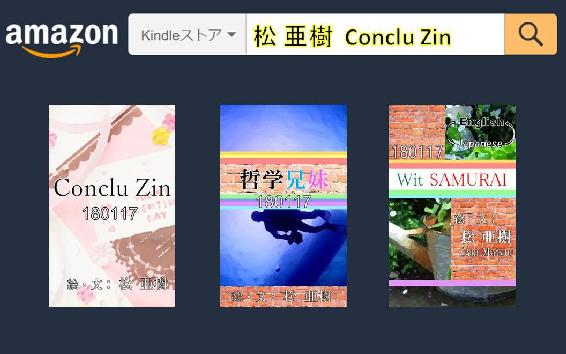 amazon
Kindleストア
松 亜樹 Conclu Zin
Conclu Zin
180117
絵・文：松 亜樹
哲学兄妹
180117
絵・文：松 亜樹
English
Japanese
180117
Wit SAMURAI
絵・文：
松 亜樹
Aki Matsu